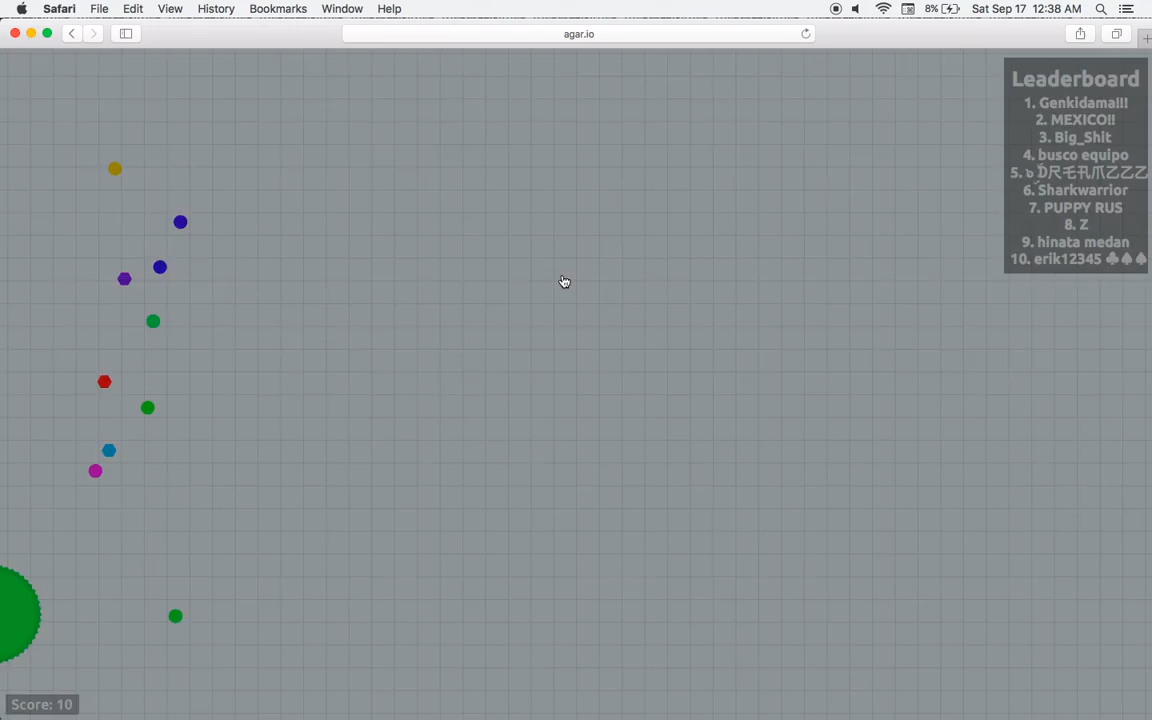 Safari File Edit View History Bookmarks Window Help 8% Sat Sep 17 12:38 AM
agar.io
Leaderboard
1. Genkidama!!!
2. MEXICO!!
3. Big_Shit
4. busco equipo
5.
6. Sharkwarrior
7. PUPPY RUS
8. Z
9. hinata medan
10. erik12345 ♣♠♠
Score: 10